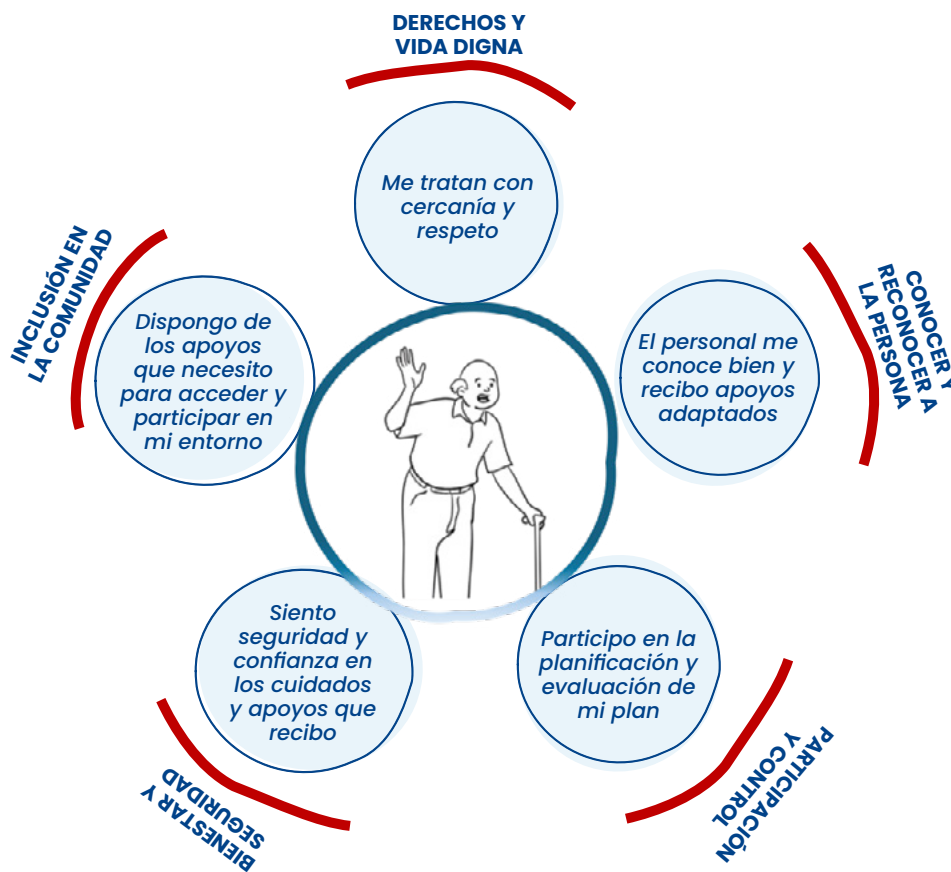 DERECHOS Y
VIDA DIGNA
Me tratan con
cercanía y
respeto
CONOCER Y
RECONOCER A
LA PERSONA
El personal me
conoce bien y
recibo apoyos
adaptados
PARTICIPACIÓN
Y CONTROL
Participo en la
planificación y
evaluación de
mi plan
BIENESTAR Y
SEGURIDAD
Siento
seguridad y
confianza en
los cuidados
y apoyos que
recibo
INCLUSIÓN EN
LA COMUNIDAD
Dispongo de
los apoyos
que necesito
para acceder y
participar en
mi entorno